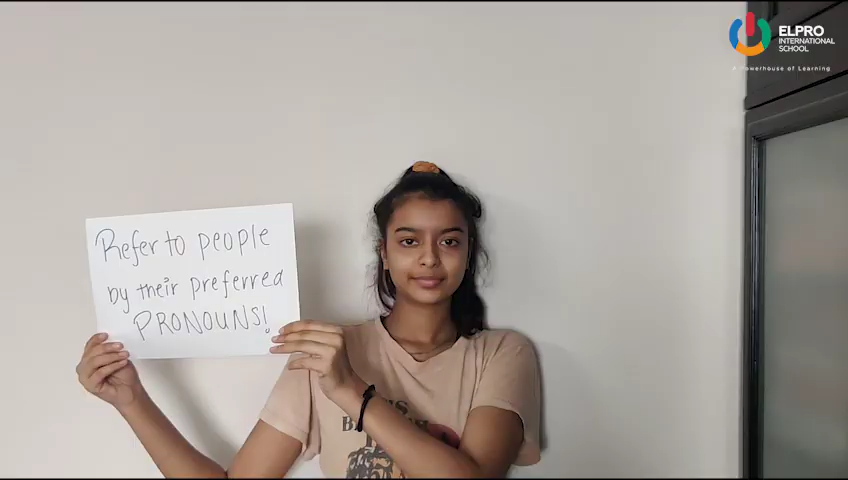 ELPRO
INTERNATIONAL
SCHOOL
A Powerhouse of Learning
Refer to people
by their preferred
PRONOUNS!